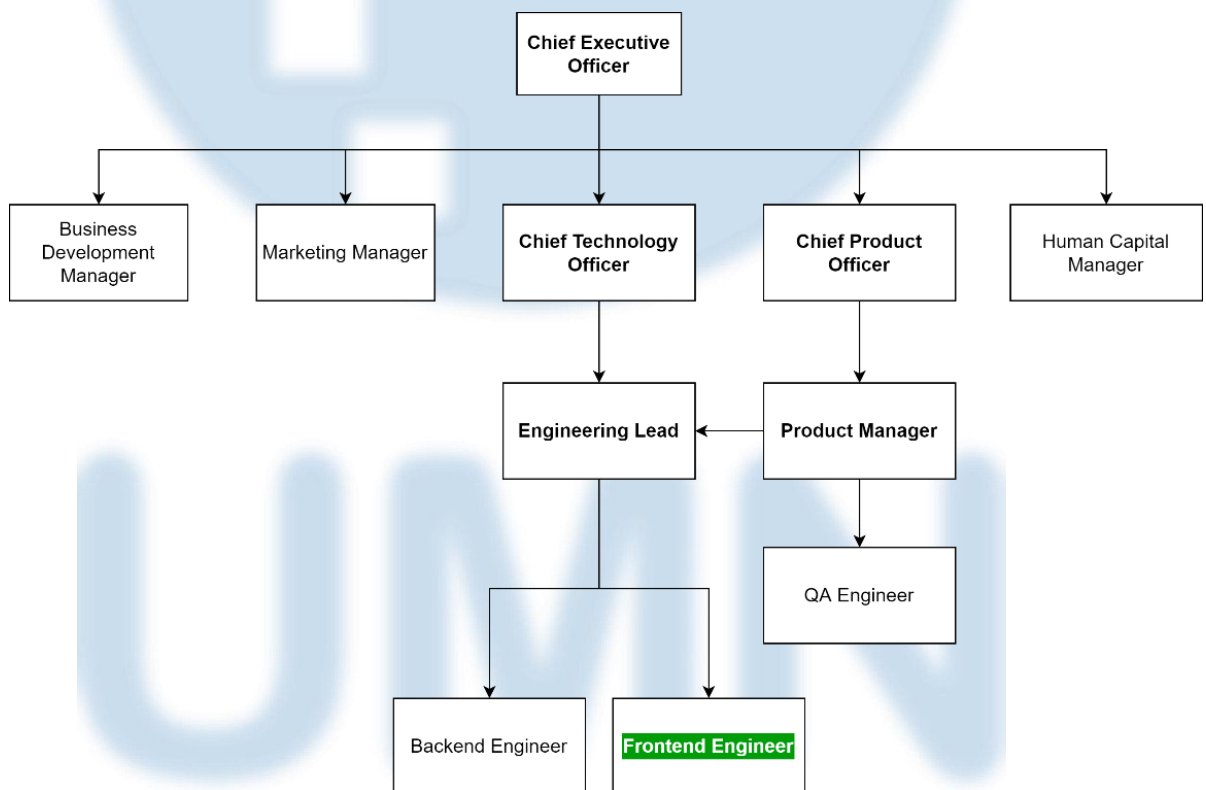 Chief Executive
Officer
Business
Development
Manager
Marketing Manager
Chief Technology
Officer
Chief Product
Officer
Human Capital
Manager
Engineering Lead
Product Manager
QA Engineer
Backend Engineer
Frontend Engineer
UMN